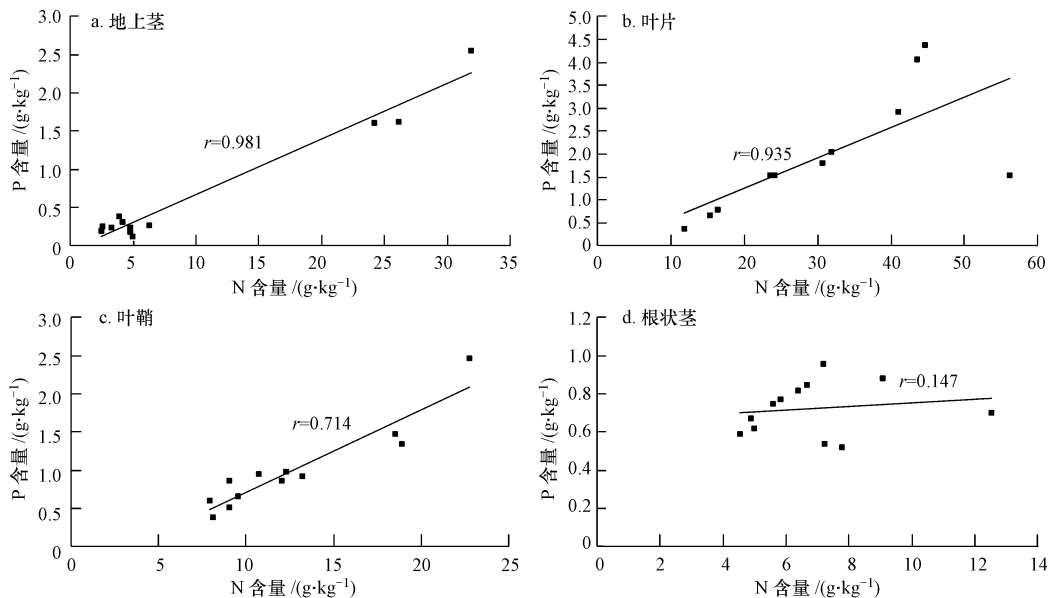 a. 地上茎
P 含量 /(g·kg⁻¹)
3.0
2.5
2.0
1.5
1.0
0.5
0
r=0.981
0 5 10 15 20 25 30 35
N 含量 /(g·kg⁻¹)
b. 叶片
P 含量 /(g·kg⁻¹)
5.0
4.5
4.0
3.5
3.0
2.5
2.0
1.5
1.0
0.5
0
r=0.935
0 10 20 30 40 50 60
N 含量 /(g·kg⁻¹)
c. 叶鞘
P 含量 /(g·kg⁻¹)
3.0
2.5
2.0
1.5
1.0
0.5
0
r=0.714
0 5 10 15 20 25
N 含量 /(g·kg⁻¹)
d. 根状茎
P 含量 /(g·kg⁻¹)
1.2
1.0
0.8
0.6
0.4
0.2
0
r=0.147
0 2 4 6 8 10 12 14
N 含量 /(g·kg⁻¹)